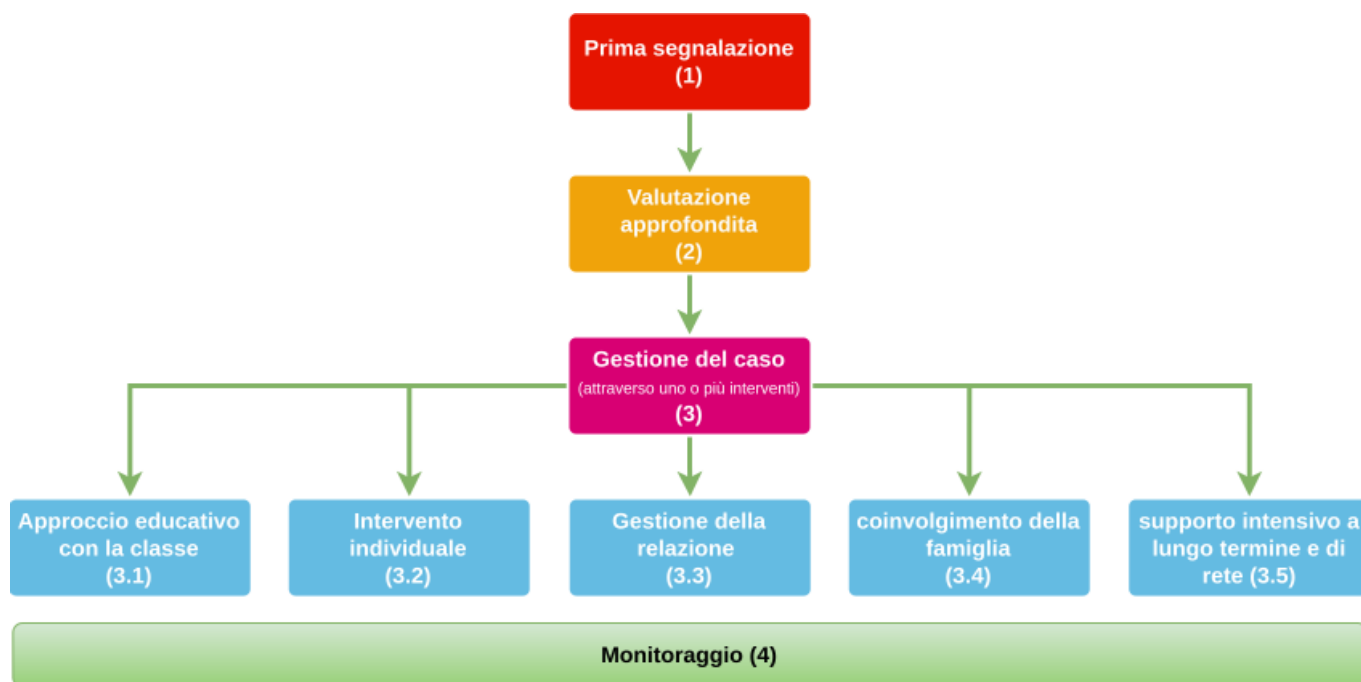 Prima segnalazione
(1)
Valutazione
approfondita
(2)
Gestione del caso
(attraverso uno o più interventi)
(3)
Approccio educativo
con la classe
(3.1)
Intervento
individuale
(3.2)
Gestione della
relazione
(3.3)
coinvolgimento della
famiglia
(3.4)
supporto intensivo a
lungo termine e di
rete (3.5)
Monitoraggio (4)